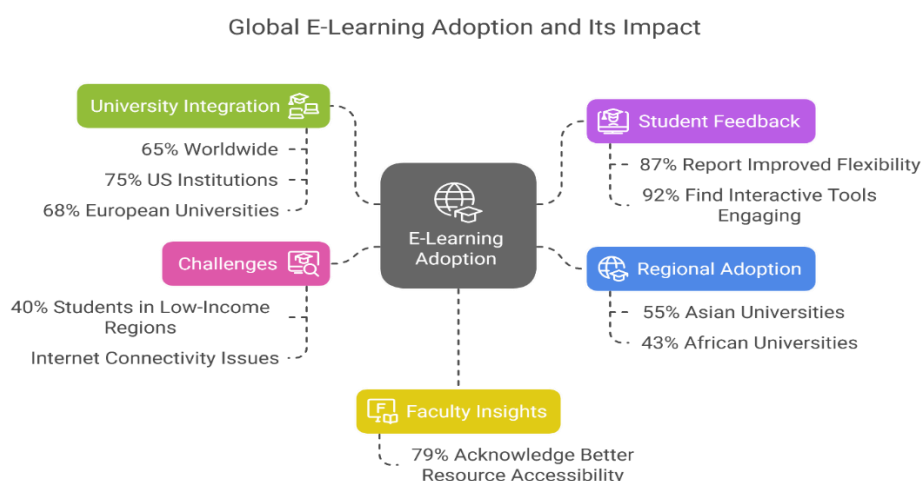 Global E-Learning Adoption and Its Impact
University Integration
65% Worldwide
75% US Institutions
68% European Universities
Challenges
40% Students in Low-Income
Regions
Internet Connectivity Issues
E-Learning
Adoption
Student Feedback
87% Report Improved Flexibility
92% Find Interactive Tools
Engaging
Regional Adoption
55% Asian Universities
43% African Universities
F
Faculty Insights
79% Acknowledge Better
Resource Accessibility